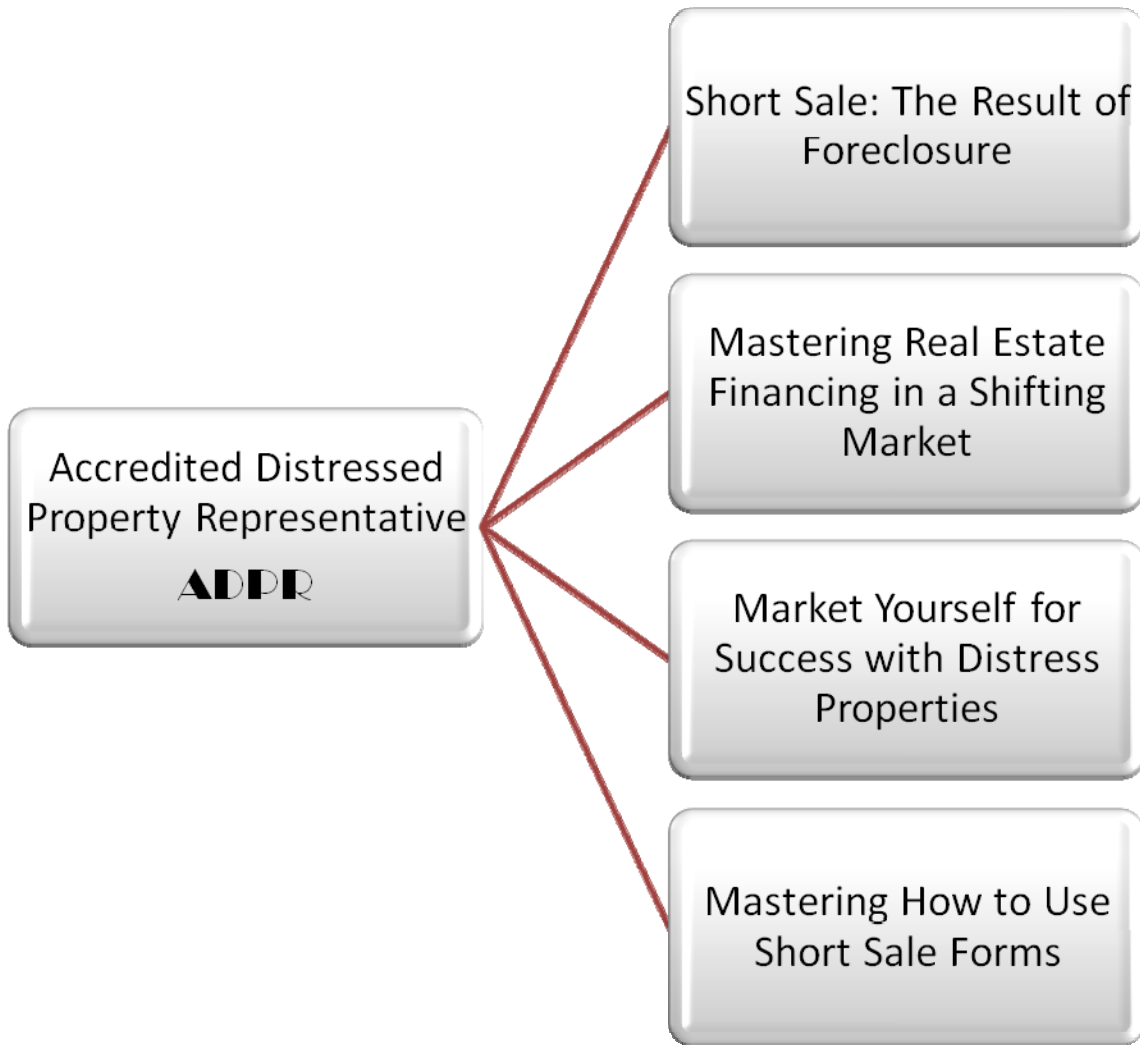 Short Sale: The Result of
Foreclosure
Mastering Real Estate
Financing in a Shifting
Market
Accredited Distressed
Property Representative
ADPR
Market Yourself for
Success with Distress
Properties
Mastering How to Use
Short Sale Forms